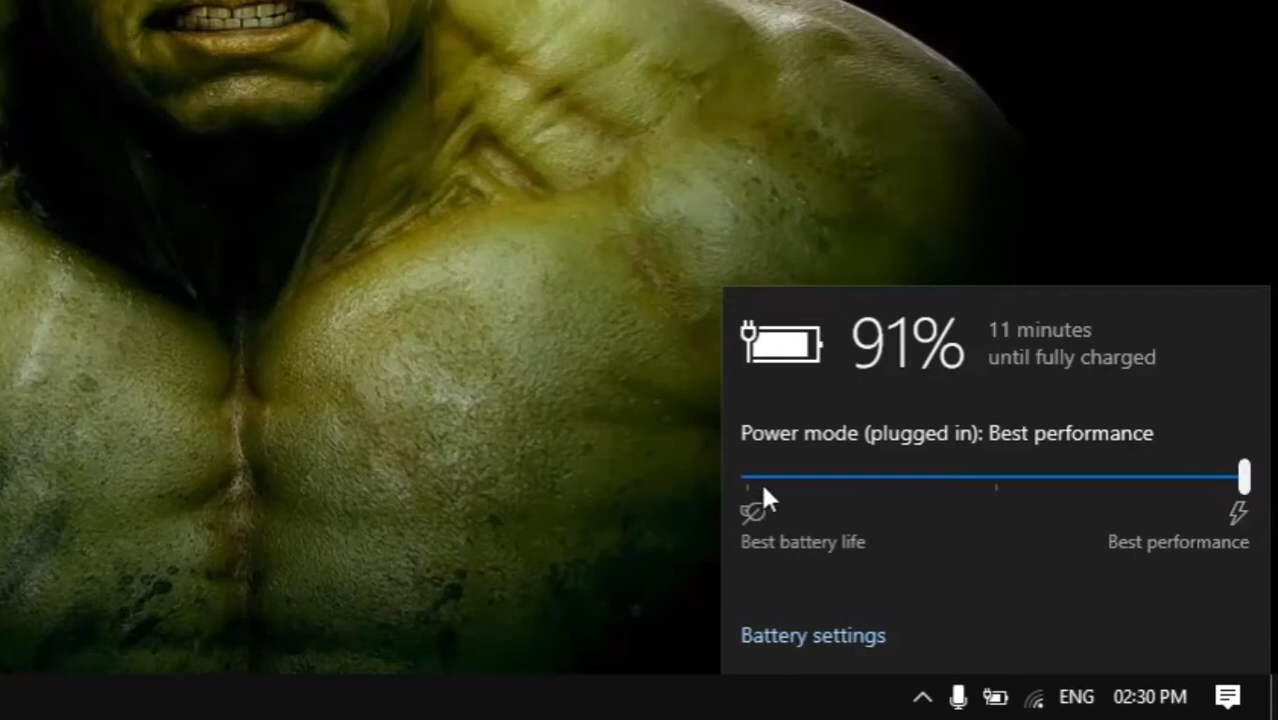 91%
11 minutes
until fully charged
Power mode (plugged in): Best performance
Best battery life
Best performance
Battery settings
ENG
02:30 PM